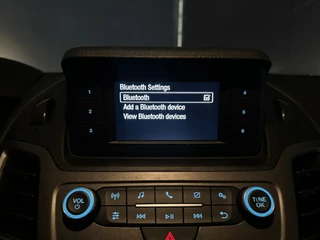 Bluetooth Settings
1
Bluetooth
4
2
Add a Bluetooth device
5
View Bluetooth devices
3
6
VOL
TUNE
OK